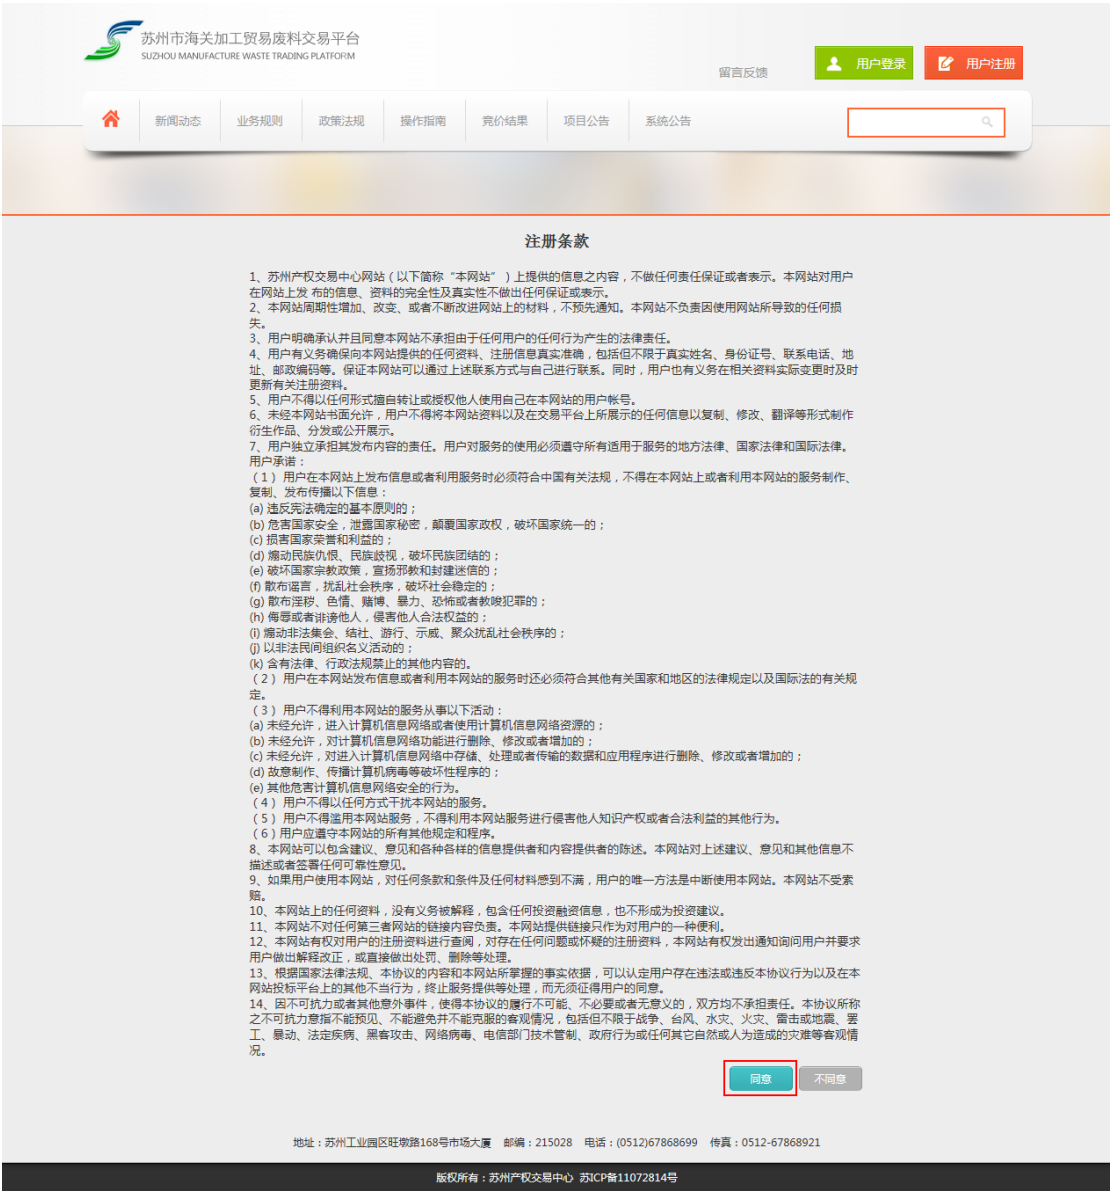 苏州市海关加工贸易废料交易平台
SUZHOU MANUFACTURE WASTE TRADING PLATFORM
留言反馈
用户登录
用户注册
新闻动态 业务规则 政策法规 操作指南 竞价结果 项目公告 系统公告
注册条款
1、苏州产权交易中心网站（以下简称“本网站”）上提供的信息之内容，不做任何责任保证或者表示。本网站对用户
在网站上发 布的信息、资料的完全性及真实性不做出任何保证或表示。
2、本网站周期性增加、改变、或者不断改进网站上的材料，不预先通知。本网站不负责因使用网站所导致的任何损
失。
3、用户明确承认并且同意本网站不承担由于任何用户的任何行为产生的法律责任。
4、用户有义务确保向本网站提供的任何资料、注册信息真实准确，包括但不限于真实姓名、身份证号、联系电话、地
址、邮政编码等。保证本网站可以通过上述联系方式与自己进行联系。同时，用户也有义务在相关资料实际变更时及时
更新有关注册资料。
5、用户不得以任何形式擅自转让或授权他人使用自己在本网站的用户帐号。
6、未经本网站书面允许，用户不得将本网站资料以及在交易平台上所展示的任何信息以复制、修改、翻译等形式制作
衍生作品、分发或公开展示。
7、用户独立承担其发布内容的责任。用户对服务的使用必须遵守所有适用于服务的地方法律、国家法律和国际法律。
用户承诺：
（1）用户在本网站上发布信息或者利用服务时必须符合中国有关法规，不得在本网站上或者利用本网站的服务制作、
复制、发布传播以下信息：
(a) 违反宪法确定的基本原则的；
(b) 危害国家安全，泄露国家秘密，颠覆国家政权，破坏国家统一的；
(c) 损害国家荣誉和利益的；
(d) 煽动民族仇恨、民族歧视，破坏民族团结的；
(e) 破坏国家宗教政策，宣扬邪教和封建迷信的；
(f) 散布谣言，扰乱社会秩序，破坏社会稳定的；
(g) 散布淫秽、色情、赌博、暴力、恐怖或者教唆犯罪的；
(h) 侮辱或者诽谤他人，侵害他人合法权益的；
(i) 煽动非法集会、结社、游行、示威、聚众扰乱社会秩序的；
(j) 以非法民间组织名义活动的；
(k) 含有法律、行政法规禁止的其他内容的。
（2）用户在本网站发布信息或者利用本网站的服务时还必须符合其他有关国家和地区的法律规定以及国际法的有关规
定。
（3）用户不得利用本网站的服务从事以下活动：
(a) 未经允许，进入计算机信息网络或者使用计算机信息网络资源的；
(b) 未经允许，对计算机信息网络功能进行删除、修改或者增加的；
(c) 未经允许，对进入计算机信息网络中存储、处理或者传输的数据和应用程序进行删除、修改或者增加的；
(d) 故意制作、传播计算机病毒等破坏性程序的；
(e) 其他危害计算机信息网络安全的行为。
（4）用户不得以任何方式干扰本网站的服务。
（5）用户不得滥用本网站服务，不得利用本网站服务进行侵害他人知识产权或者合法利益的其他行为。
（6）用户应遵守本网站的所有其他规定和程序。
8、本网站可以包含建议、意见和各种各样的信息提供者和内容提供者的陈述。本网站对上述建议、意见和其他信息不
描述或者签署任何可靠性意见。
9、如果用户使用本网站，对任何条款和条件及任何材料感到不满，用户的唯一方法是中断使用本网站。本网站不受索
赔。
10、本网站上的任何资料，没有义务被解释，包含任何投资融资信息，也不形成为投资建议。
11、本网站不对任何第三者网站的链接内容负责。本网站提供链接只作为对用户的一种便利。
12、本网站有权对用户的注册资料进行查阅，对存在任何问题或怀疑的注册资料，本网站有权发出通知询问用户并要求
用户做出解释改正，或直接做出处罚、删除等处理。
13、根据国家法律法规、本协议的内容和本网站所掌握的事实依据，可以认定用户存在违法或违反本协议行为以及在本
网站投标平台上的其他不当行为，终止服务提供等处理，而无须征得用户的同意。
14、因不可抗力或者其他意外事件，使得本协议的履行不可能、不必要或者无意义的，双方均不承担责任。本协议所称
之不可抗力意指不能预见、不能避免并不能克服的客观情况，包括但不限于战争、台风、水灾、火灾、雷击或地震、罢
工、暴动、法定疾病、黑客攻击、网络病毒、电信部门技术管制、政府行为或任何其它自然或人为造成的灾难等客观情
况。
同意 不同意
地址：苏州工业园区旺墩路168号市场大厦 邮编：215028 电话：(0512)67868699 传真：0512-67868921
版权所有：苏州产权交易中心 苏ICP备11072814号